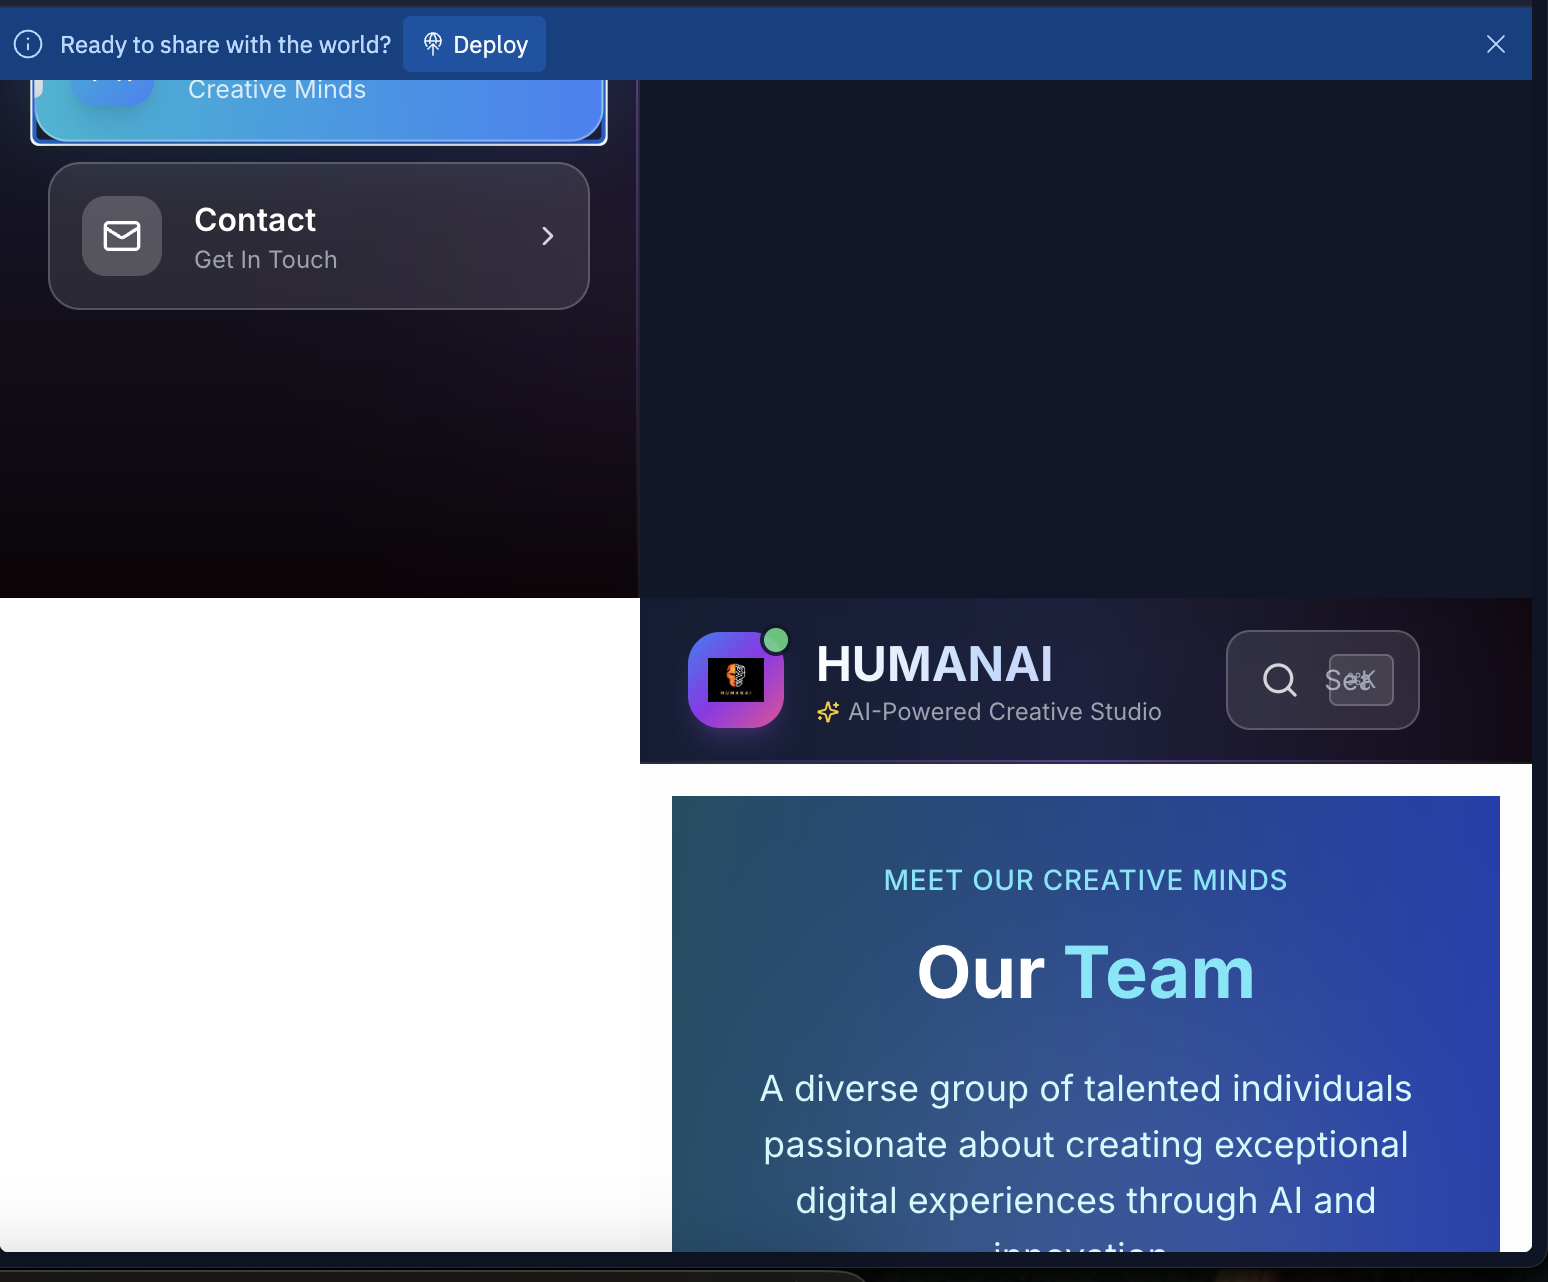 Ready to share with the world?
Deploy
Creative Minds
Contact
Get In Touch
HUMANAI
HUMANAI
AI-Powered Creative Studio
⌘K
MEET OUR CREATIVE MINDS
Our Team
A diverse group of talented individuals
passionate about creating exceptional
digital experiences through AI and
innovation.